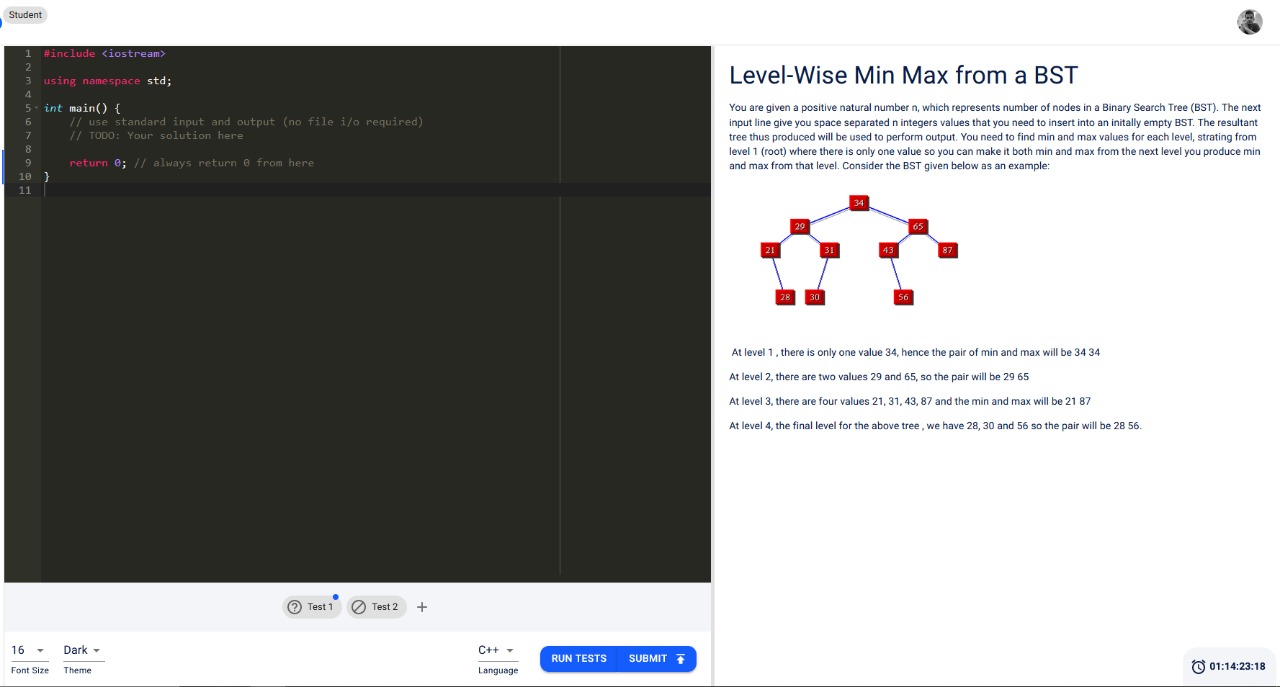 Student
1 #include <iostream>
2
3 using namespace std;
4
5 int main() {
6 // use standard input and output (no file i/o required)
7 // TODO: Your solution here
8
9 return 0; // always return 0 from here
10 }
11
Test 1
Test 2
+
16
Font Size
Dark
Theme
C++
Language
RUN TESTS
SUBMIT
Level-Wise Min Max from a BST
You are given a positive natural number n, which represents number of nodes in a Binary Search Tree (BST). The next
input line give you space separated n integers values that you need to insert into an initally empty BST. The resultant
tree thus produced will be used to perform output. You need to find min and max values for each level, strating from
level 1 (root) where there is only one value so you can make it both min and max from the next level you produce min
and max from that level. Consider the BST given below as an example:
34
29 65
21 31 43 87
28 30 56
At level 1 , there is only one value 34, hence the pair of min and max will be 34 34
At level 2, there are two values 29 and 65, so the pair will be 29 65
At level 3, there are four values 21, 31, 43, 87 and the min and max will be 21 87
At level 4, the final level for the above tree , we have 28, 30 and 56 so the pair will be 28 56.
01:14:23:18